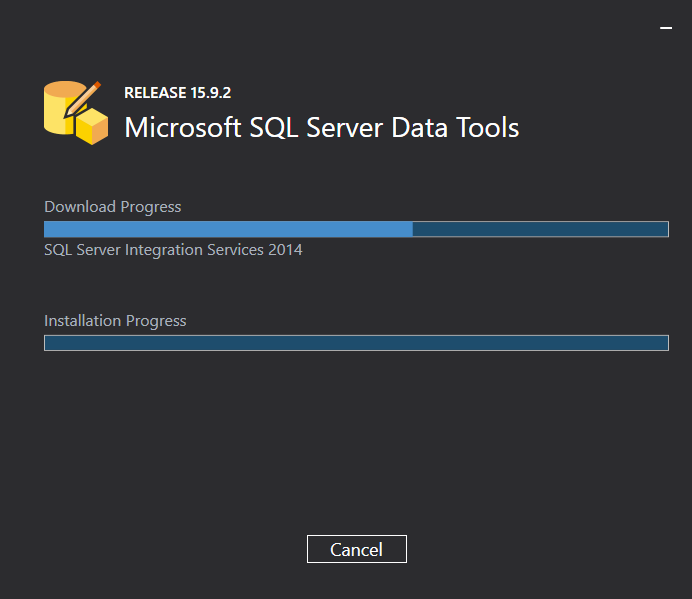 RELEASE 15.9.2
Microsoft SQL Server Data Tools
Download Progress
SQL Server Integration Services 2014
Installation Progress
Cancel